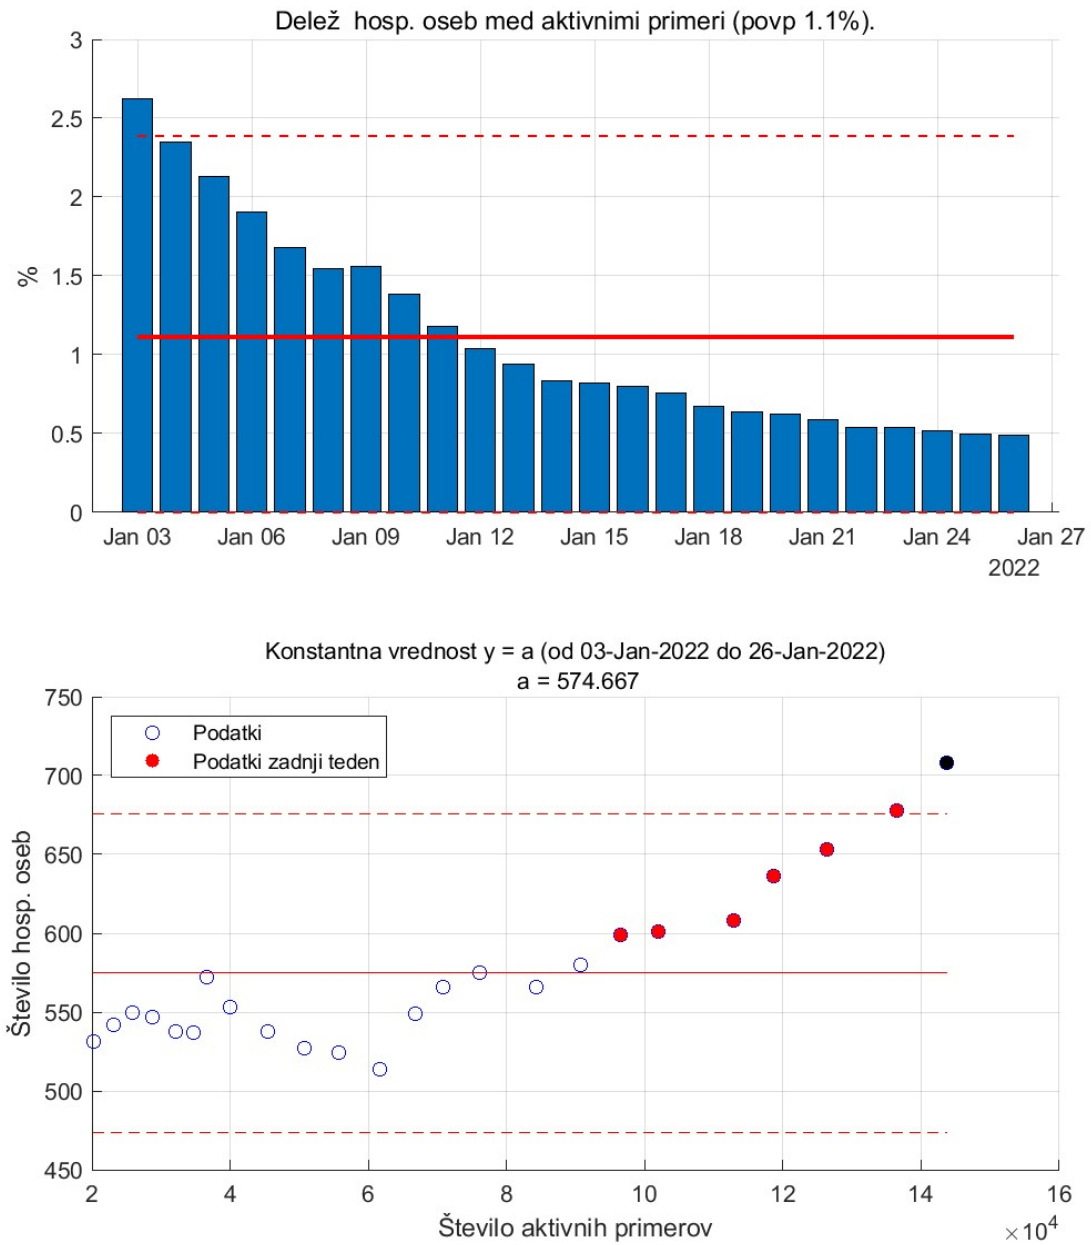 Delež hosp. oseb med aktivnimi primeri (povp 1.1%).
3
2.5
2
1.5
1
0.5
0
%
Jan 03 Jan 06 Jan 09 Jan 12 Jan 15 Jan 18 Jan 21 Jan 24 Jan 27
2022
Konstantna vrednost y = a (od 03-Jan-2022 do 26-Jan-2022)
a = 574.667
750
700
650
600
550
500
450
Število hosp. oseb
Podatki
Podatki zadnji teden
2 4 6 8 10 12 14 16
Število aktivnih primerov
×10⁴